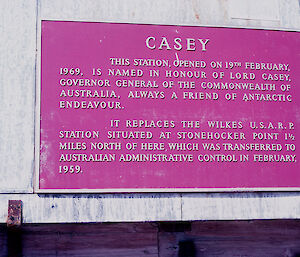 CASEY
THIS STATION, OPENED ON 19TH FEBRUARY,
1969, IS NAMED IN HONOUR OF LORD CASEY,
GOVERNOR GENERAL OF THE COMMONWEALTH OF
AUSTRALIA, ALWAYS A FRIEND OF ANTARCTIC
ENDEAVOUR.
IT REPLACES THE WILKES U.S.A.R.P.
STATION SITUATED AT STONEHOCKER POINT 1½
MILES NORTH OF HERE, WHICH WAS TRANSFERRED TO
AUSTRALIAN ADMINISTRATIVE CONTROL IN FEBRUARY,
1959.